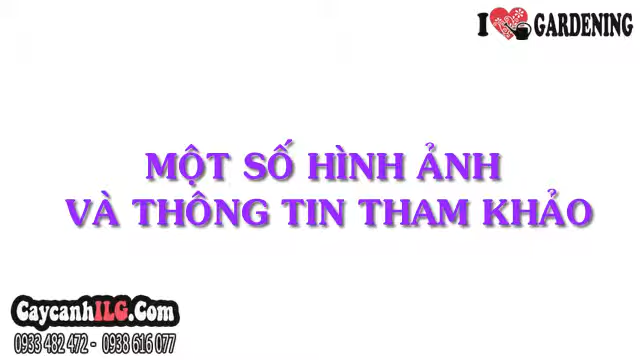 I GARDENING
MỘT SỐ HÌNH ẢNH
VÀ THÔNG TIN THAM KHẢO
CaycanhILG.Com
0933 482 472 - 0938 616 077